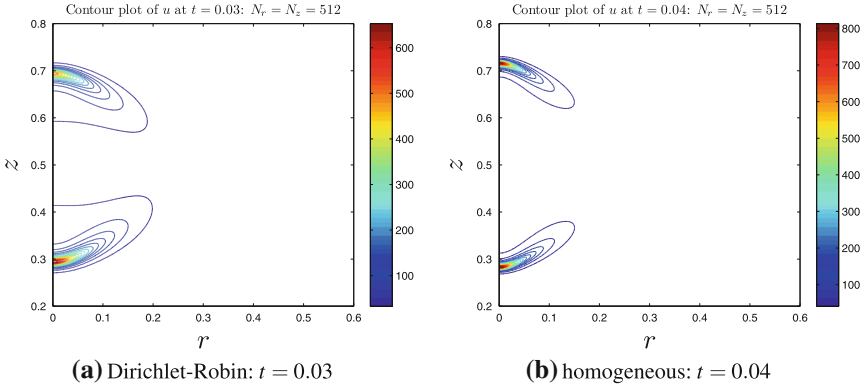 Contour plot of u at t = 0.03: N_r = N_z = 512
0.8
0.7
0.6
0.5
0.4
0.3
0.2
z
0 0.1 0.2 0.3 0.4 0.5 0.6
r
600
500
400
300
200
100
(a) Dirichlet-Robin: t = 0.03
Contour plot of u at t = 0.04: N_r = N_z = 512
0.8
0.7
0.6
0.5
0.4
0.3
0.2
z
0 0.1 0.2 0.3 0.4 0.5 0.6
r
800
700
600
500
400
300
200
100
(b) homogeneous: t = 0.04